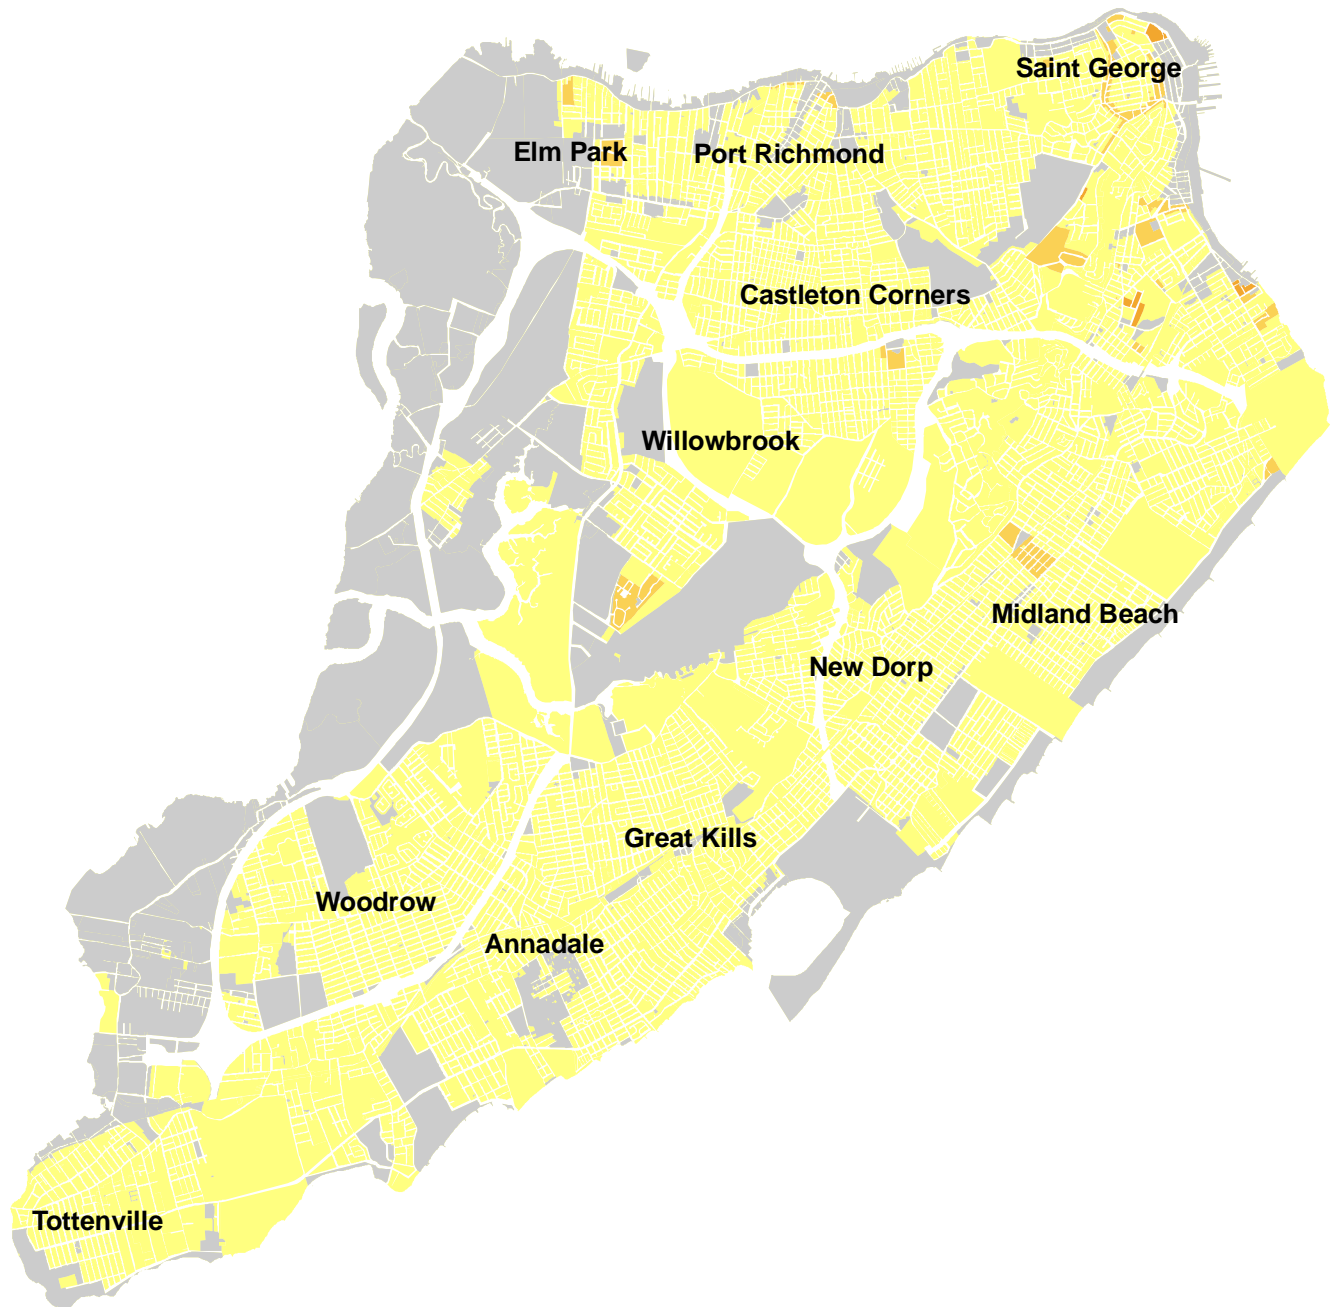 Saint George
Elm Park
Port Richmond
Castleton Corners
Willowbrook
Midland Beach
New Dorp
Great Kills
Woodrow
Annadale
Tottenville